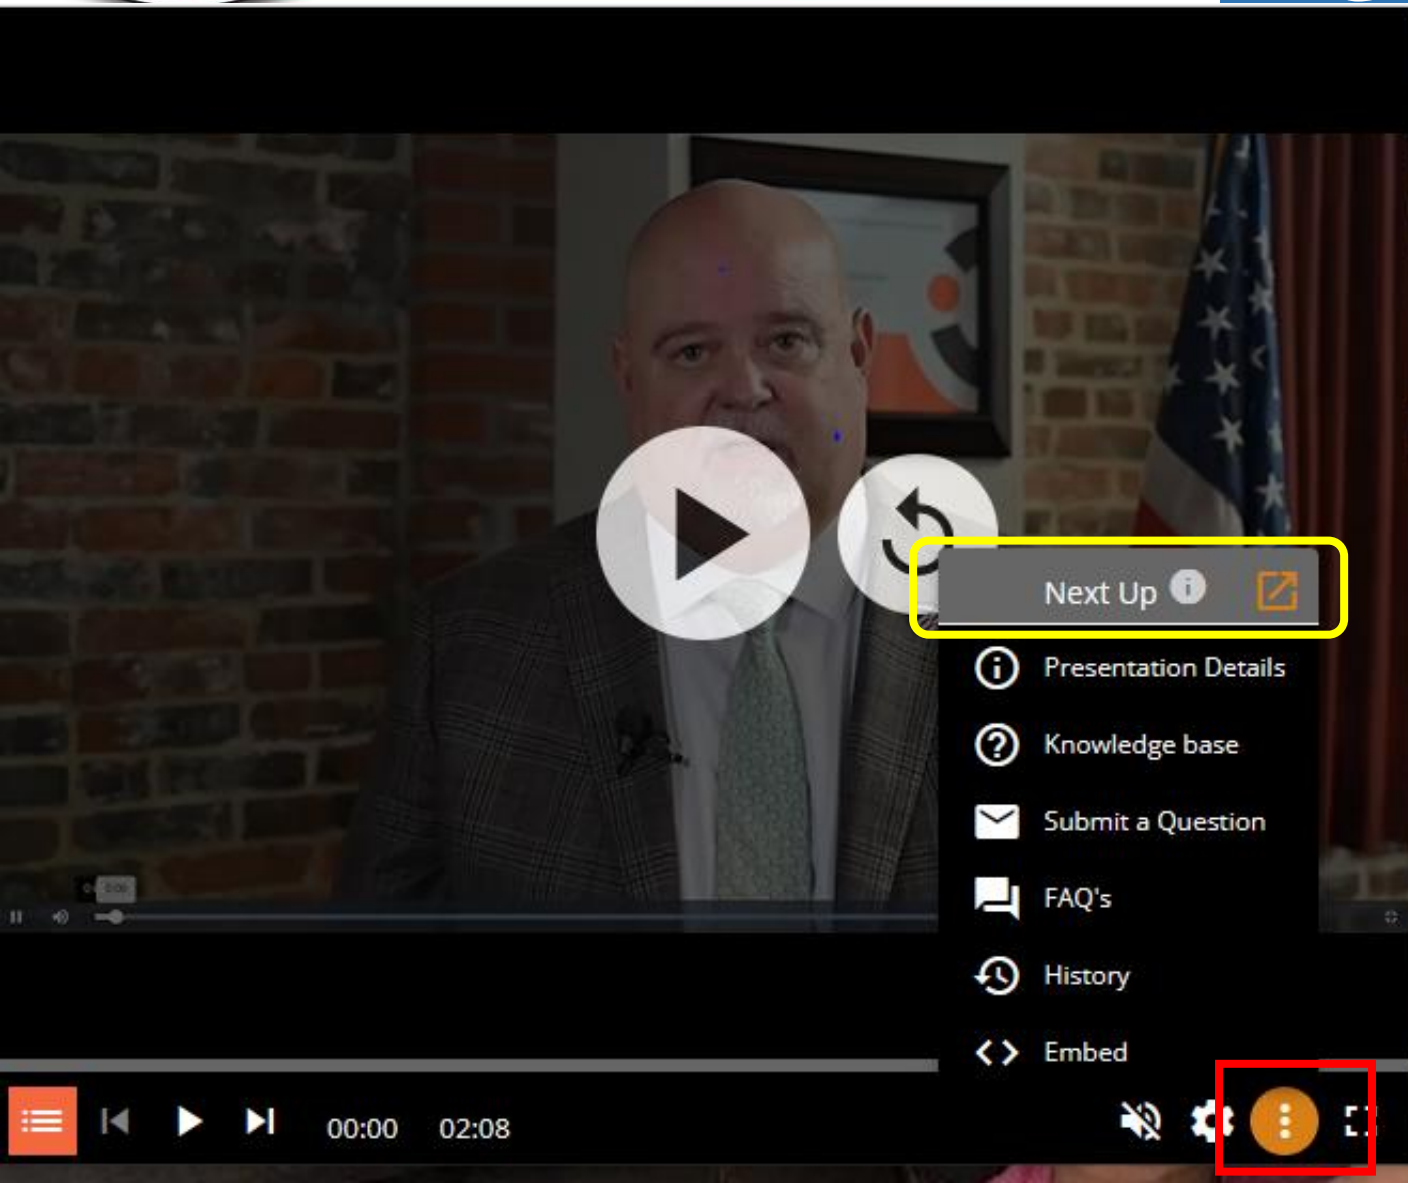 Next Up
Presentation Details
Knowledge base
Submit a Question
FAQ's
History
Embed
00:00 02:08